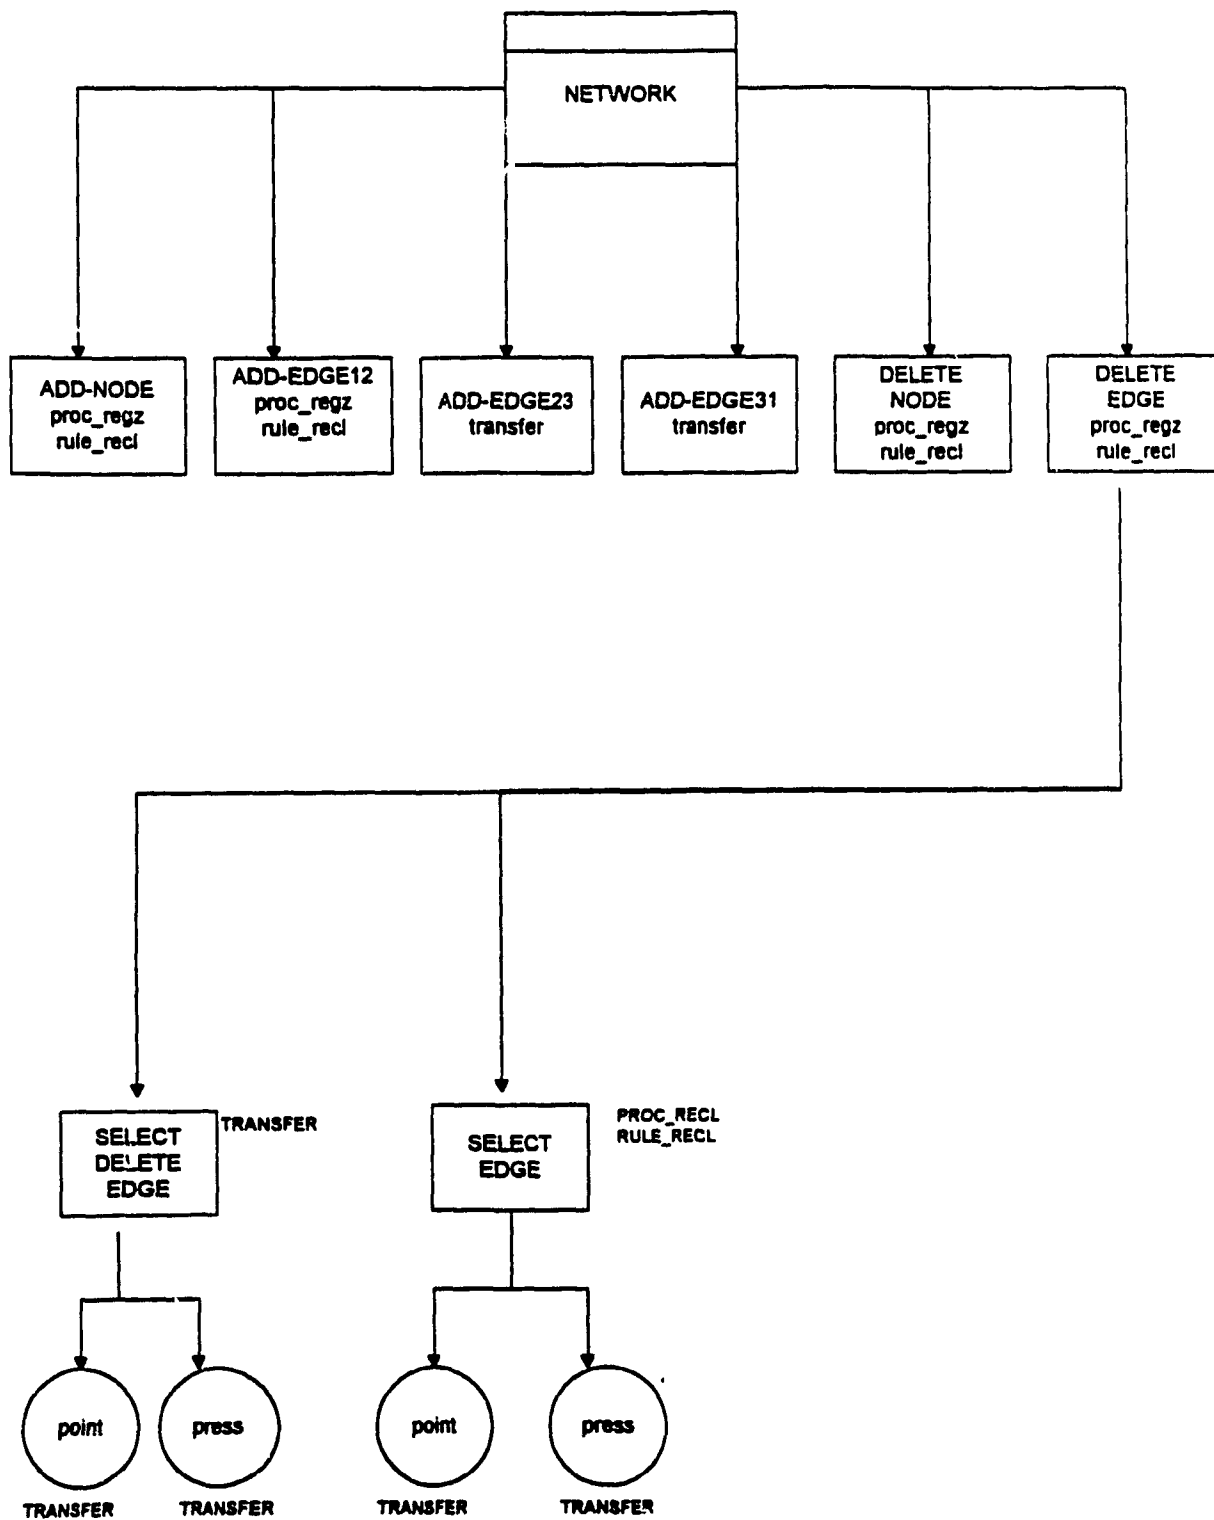 NETWORK
ADD-NODE
proc_regz
rule_recl
ADD-EDGE12
proc_regz
rule_recl
ADD-EDGE23
transfer
ADD-EDGE31
transfer
DELETE
NODE
proc_regz
rule_recl
DELETE
EDGE
proc_regz
rule_recl
SELECT
DELETE
EDGE
TRANSFER
SELECT
EDGE
PROC_RECL
RULE_RECL
point
press
point
press
TRANSFER
TRANSFER
TRANSFER
TRANSFER